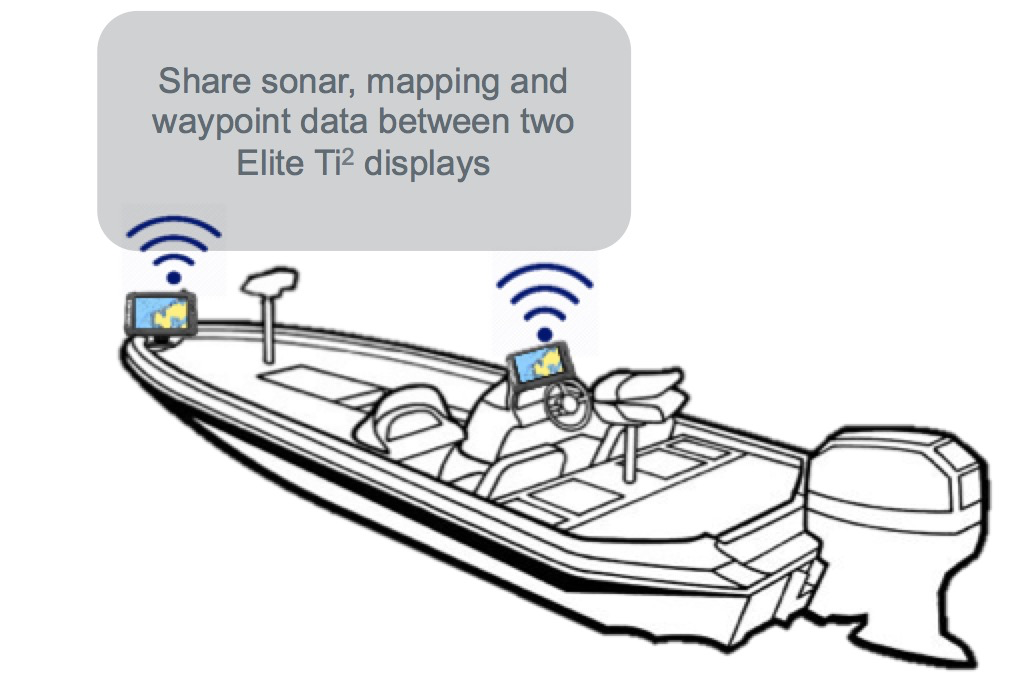 Share sonar, mapping and
waypoint data between two
Elite Ti² displays